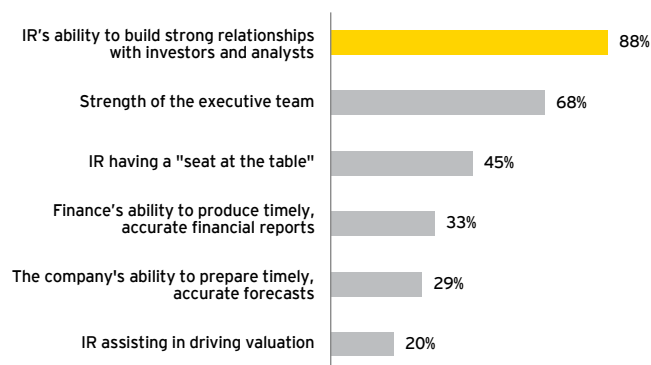 IR’s ability to build strong relationships
with investors and analysts
88%
Strength of the executive team
68%
IR having a "seat at the table"
45%
Finance’s ability to produce timely,
accurate financial reports
33%
The company's ability to prepare timely,
accurate forecasts
29%
IR assisting in driving valuation
20%